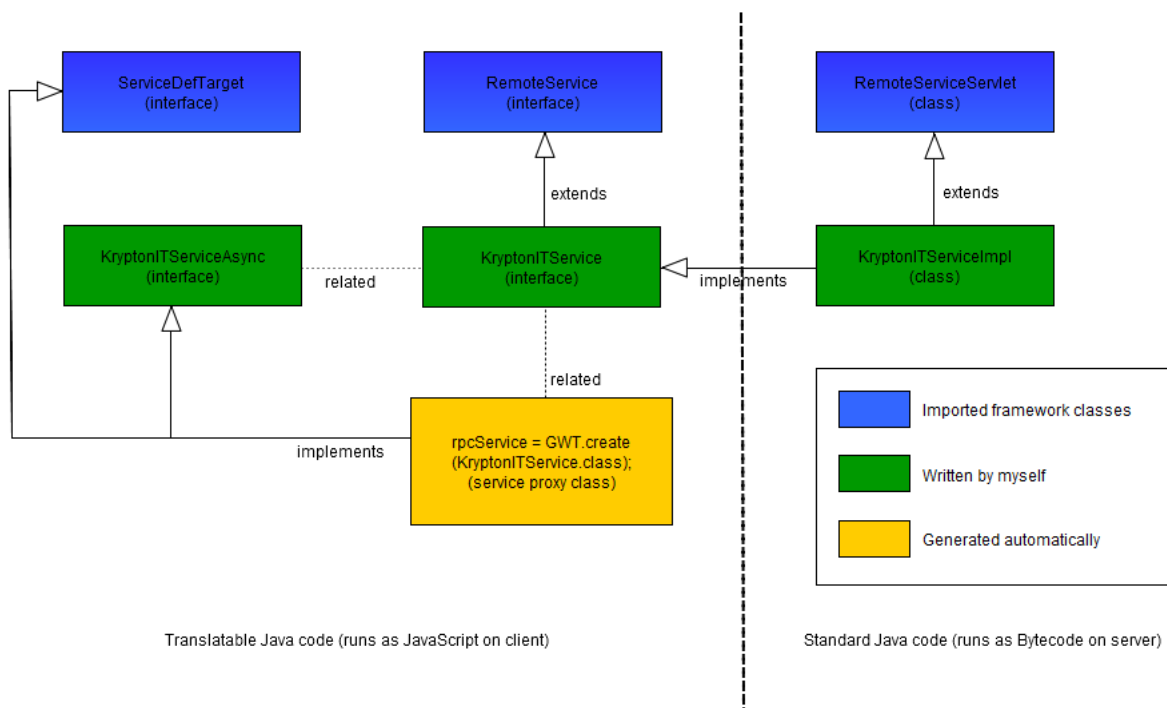 ServiceDefTarget
(interface)
RemoteService
(interface)
RemoteServiceServlet
(class)
extends
extends
KryptonITServiceAsync
(interface)
related
KryptonITService
(interface)
implements
KryptonITServiceImpl
(class)
related
implements
rpcService = GWT.create
(KryptonITService.class);
(service proxy class)
Imported framework classes
Written by myself
Generated automatically
Translatable Java code (runs as JavaScript on client)
Standard Java code (runs as Bytecode on server)